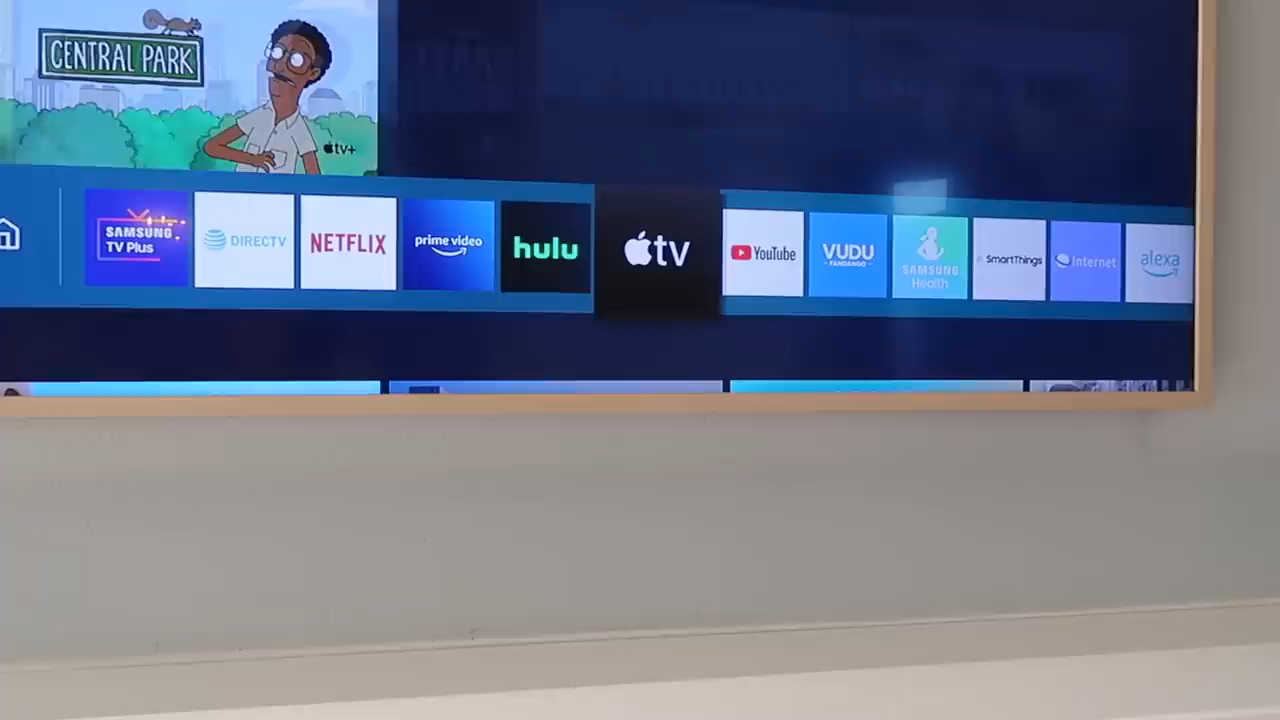 CENTRAL PARK
tv+
SAMSUNG
TV Plus
DIRECTV
NETFLIX
prime video
hulu
tv
YouTube
VUDU
FANDANGO
SAMSUNG
Health
SmartThings
Internet
alexa